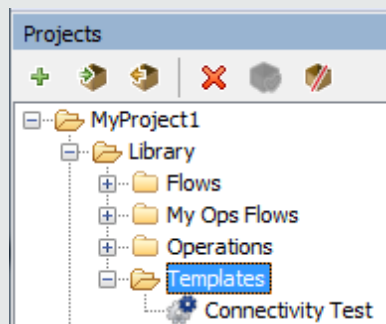 Projects
MyProject1
Library
Flows
My Ops Flows
Operations
Templates
Connectivity Test